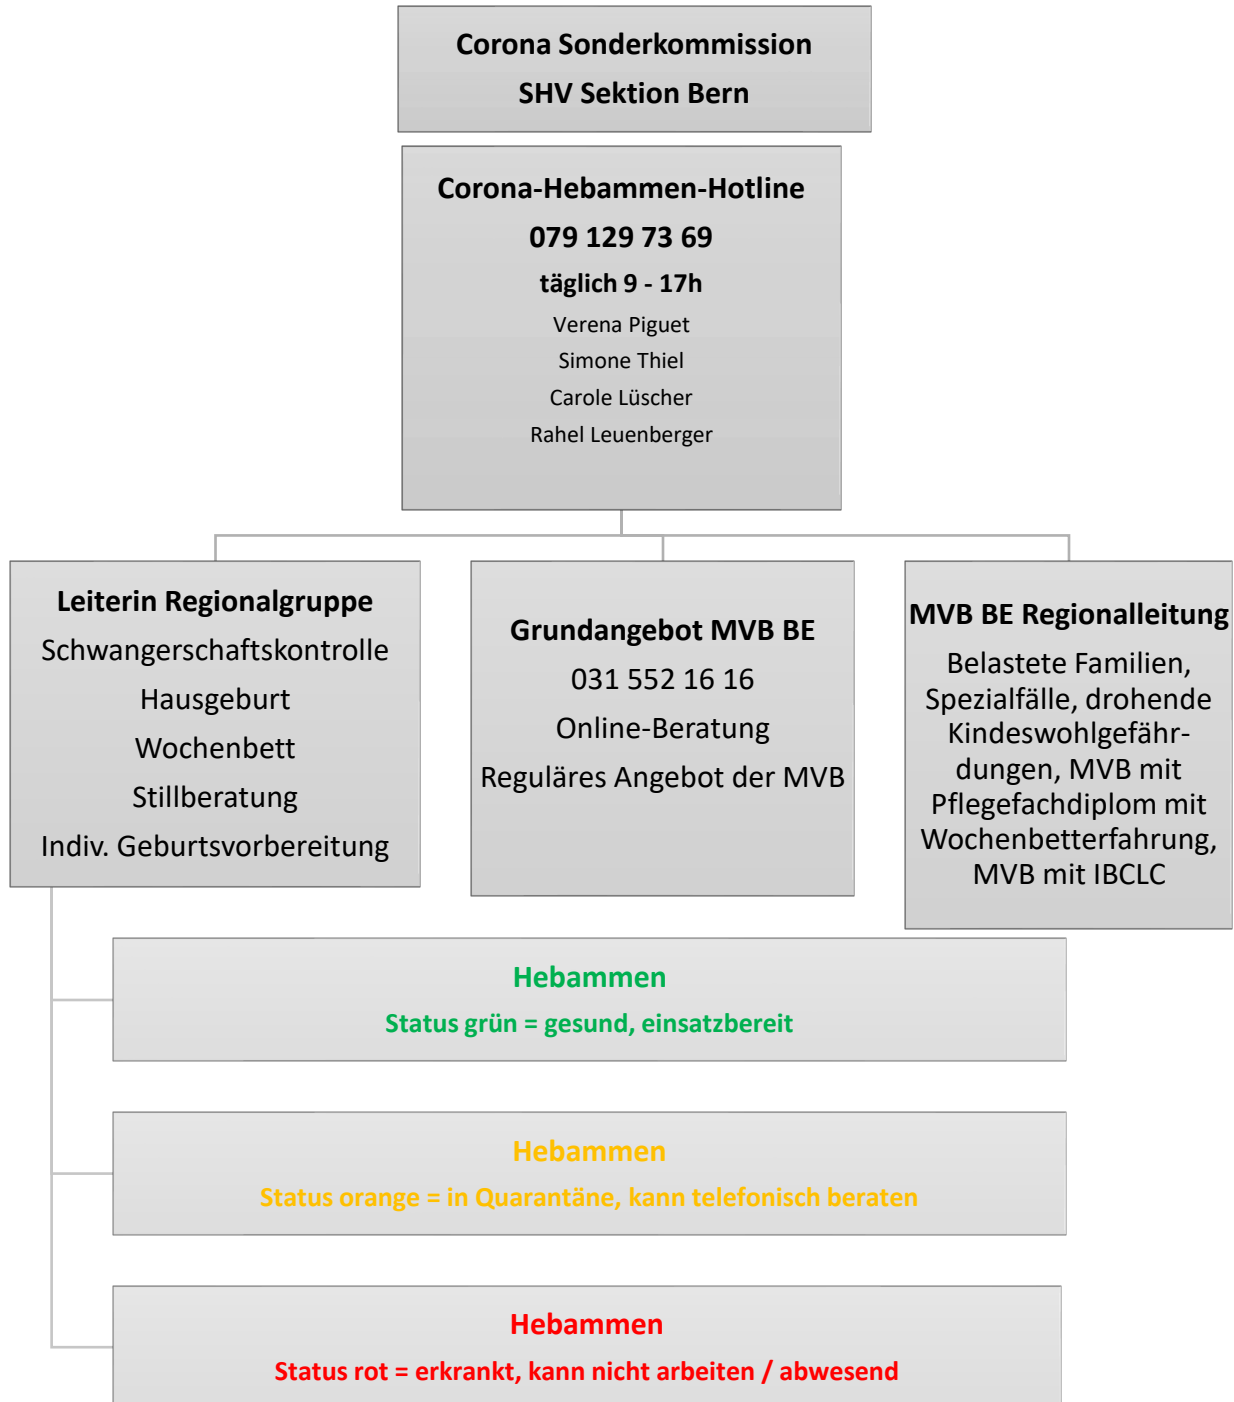 Corona Sonderkommission
SHV Sektion Bern
Corona-Hebammen-Hotline
079 129 73 69
täglich 9 - 17h
Verena Piguet
Simone Thiel
Carole Lüscher
Rahel Leuenberger
Leiterin Regionalgruppe
Schwangerschaftskontrolle
Hausgeburt
Wochenbett
Stillberatung
Indiv. Geburtsvorbereitung
Grundangebot MVB BE
031 552 16 16
Online-Beratung
Reguläres Angebot der MVB
MVB BE Regionalleitung
Belastete Familien,
Spezialfälle, drohende
Kindeswohlgefähr-
dungen, MVB mit
Pflegefachdiplom mit
Wochenbetterfahrung,
MVB mit IBCLC
Hebammen
Status grün = gesund, einsatzbereit
Hebammen
Status orange = in Quarantäne, kann telefonisch beraten
Hebammen
Status rot = erkrankt, kann nicht arbeiten / abwesend